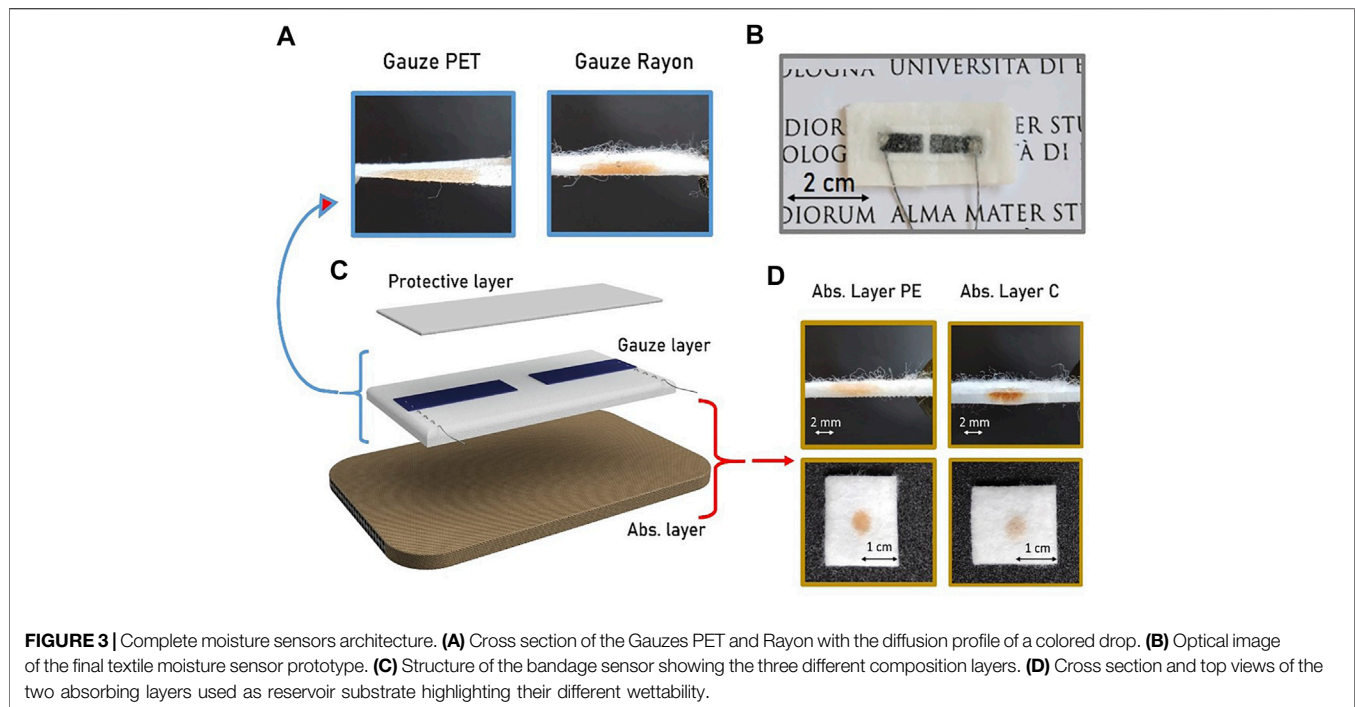 A
Gauze PET
Gauze Rayon
B
OLOGNA UNIVERSITÀ DI
DIOR ER STU
OLOG TÀ DI
2 cm
DIORUM ALMA MATER STU
C
Protective layer
Gauze layer
Abs. layer
D
Abs. Layer PE
Abs. Layer C
2 mm
2 mm
1 cm
1 cm
FIGURE 3 | Complete moisture sensors architecture. (A) Cross section of the Gauzes PET and Rayon with the diffusion profile of a colored drop. (B) Optical image
of the final textile moisture sensor prototype. (C) Structure of the bandage sensor showing the three different composition layers. (D) Cross section and top views of the
two absorbing layers used as reservoir substrate highlighting their different wettability.